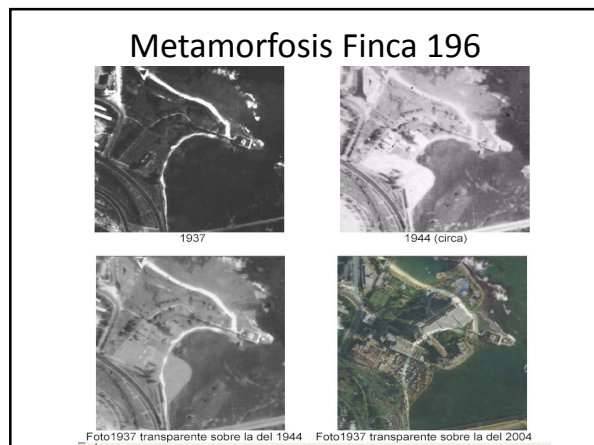 Metamorfosis Finca 196
1937
1944 (circa)
Foto1937 transparente sobre la del 1944
Foto1937 transparente sobre la del 2004